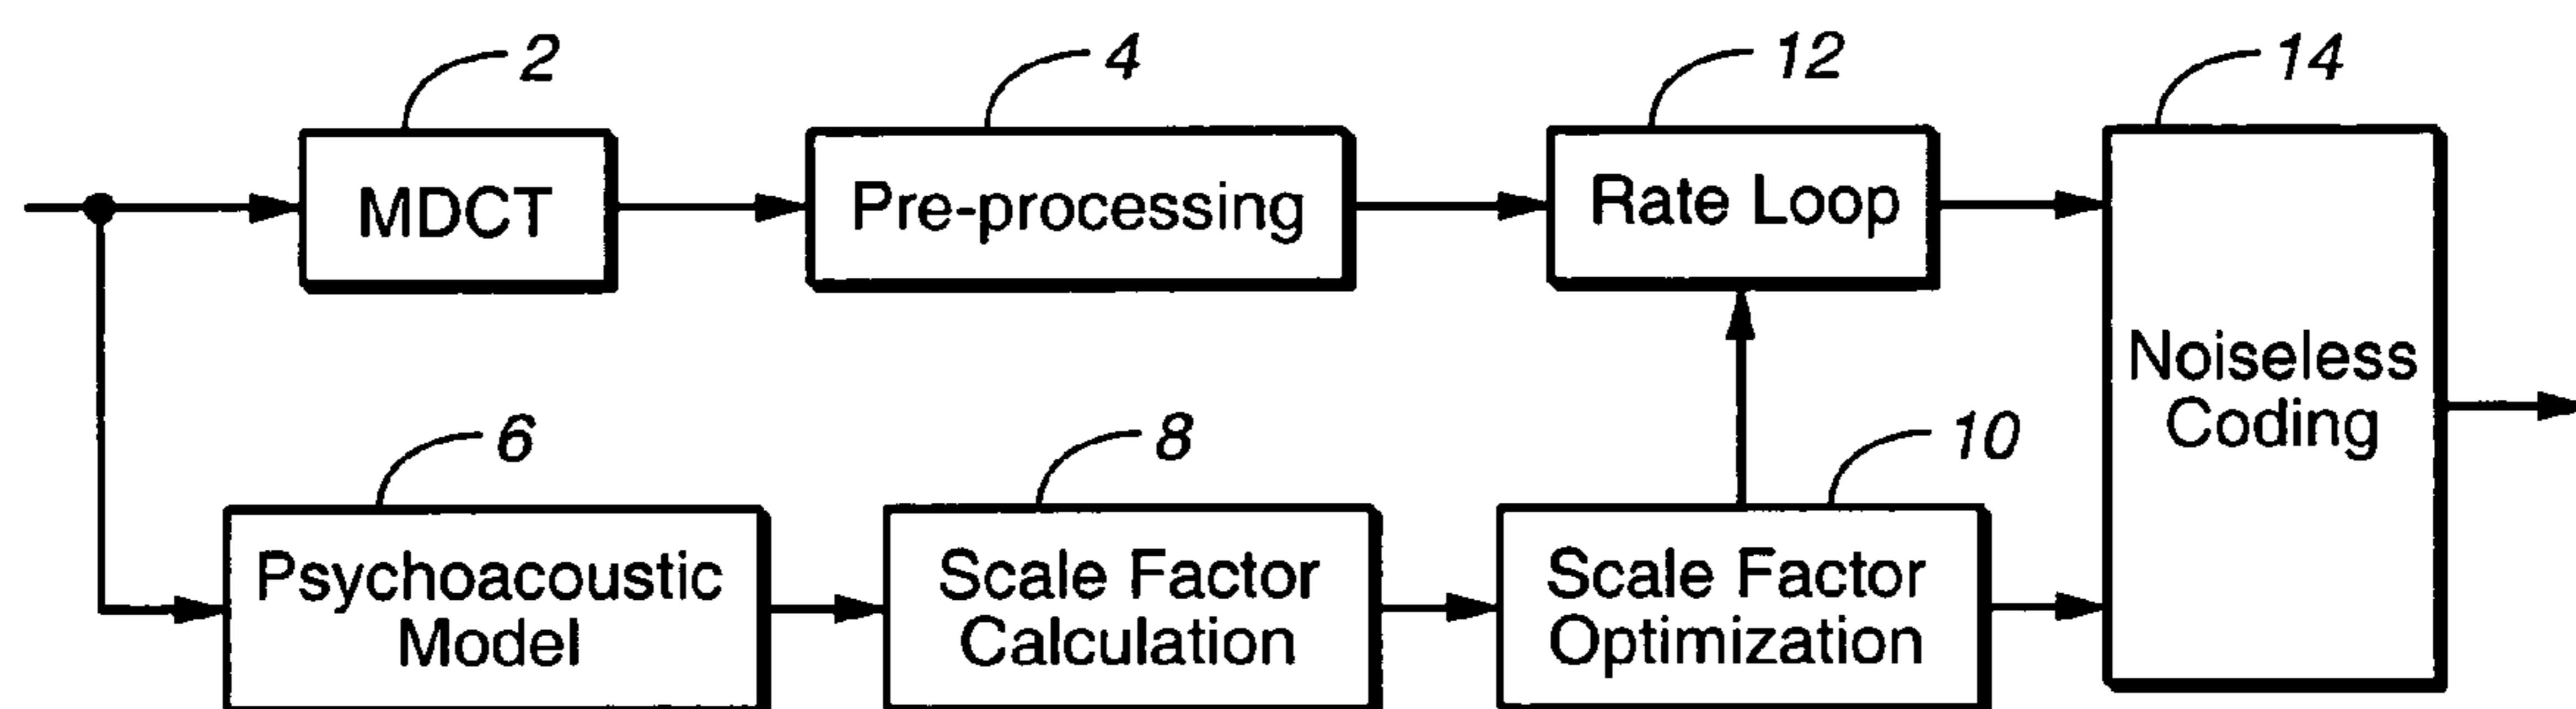 2
4
12
14
MDCT
Pre-processing
Rate Loop
Noiseless
Coding
6
8
10
Psychoacoustic
Model
Scale Factor
Calculation
Scale Factor
Optimization